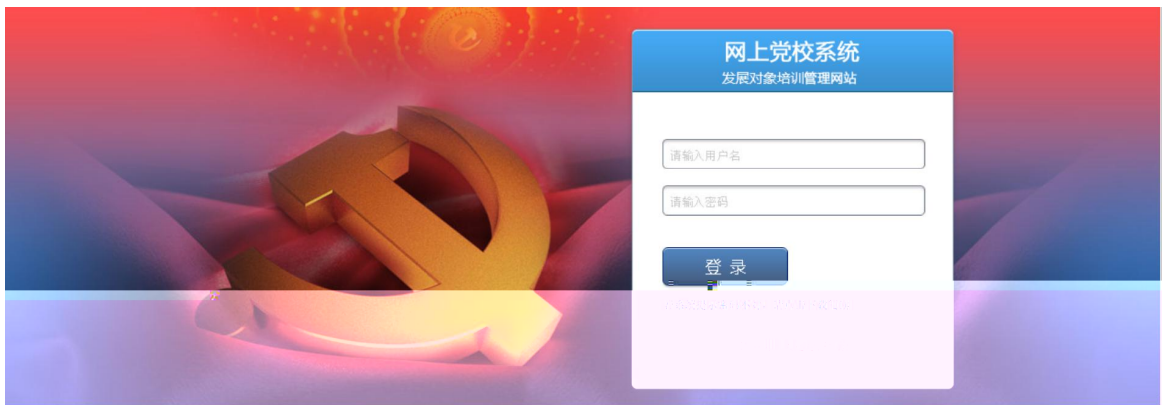 网上党校系统
发展对象培训管理网站
请输入用户名
请输入密码
登 录